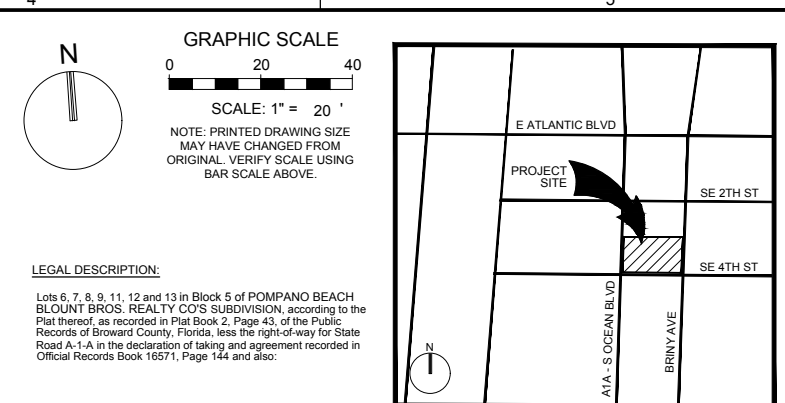 4
5
N
GRAPHIC SCALE
0 20 40
SCALE: 1" = 20 '
NOTE: PRINTED DRAWING SIZE
MAY HAVE CHANGED FROM
ORIGINAL. VERIFY SCALE USING
BAR SCALE ABOVE.
LEGAL DESCRIPTION:
Lots 6, 7, 8, 9, 11, 12 and 13 in Block 5 of POMPANO BEACH
BLOUNT BROS. REALTY CO'S SUBDIVISION, according to the
Plat thereof, as recorded in Plat Book 2, Page 43, of the Public
Records of Broward County, Florida, less the right-of-way for State
Road A-1-A in the declaration of taking and agreement recorded in
Official Records Book 16571, Page 144 and also:
E ATLANTIC BLVD
PROJECT
SITE
SE 2TH ST
SE 4TH ST
A1A - S OCEAN BLVD
BRINY AVE
N